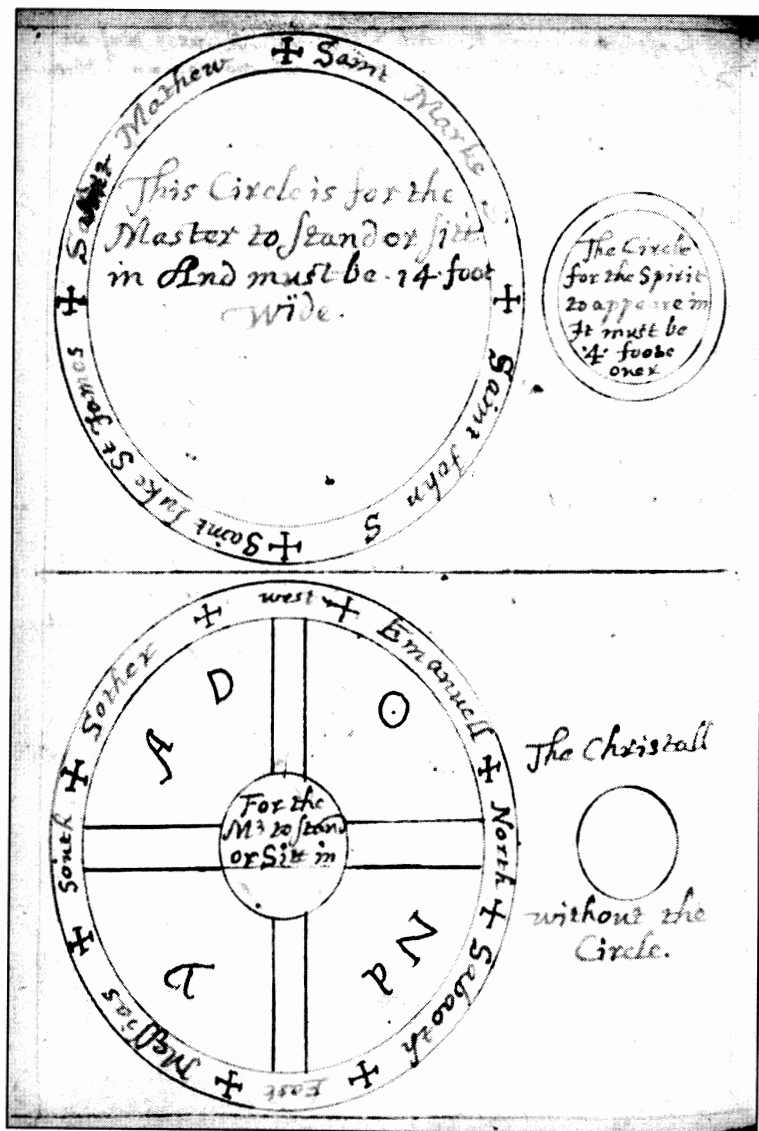 Saint Mathew ✠ Saint Marke
✠ Saint John S
✠ Saint Luke St James ✠
This Circle is for the
Master to stand or sitt
in And must be ·14· foot
Wide.
The Circle
for the Spirit
to appeare in
It must be
·4· foote
over
✠ west ✠ Emanuell ✠ North ✠ Sabaoth ✠ East ✠ Messias ✠ South ✠ Sother
A D
O
N
For the
Mr to stand
or Sitt in
The Christall
without the
Circle.